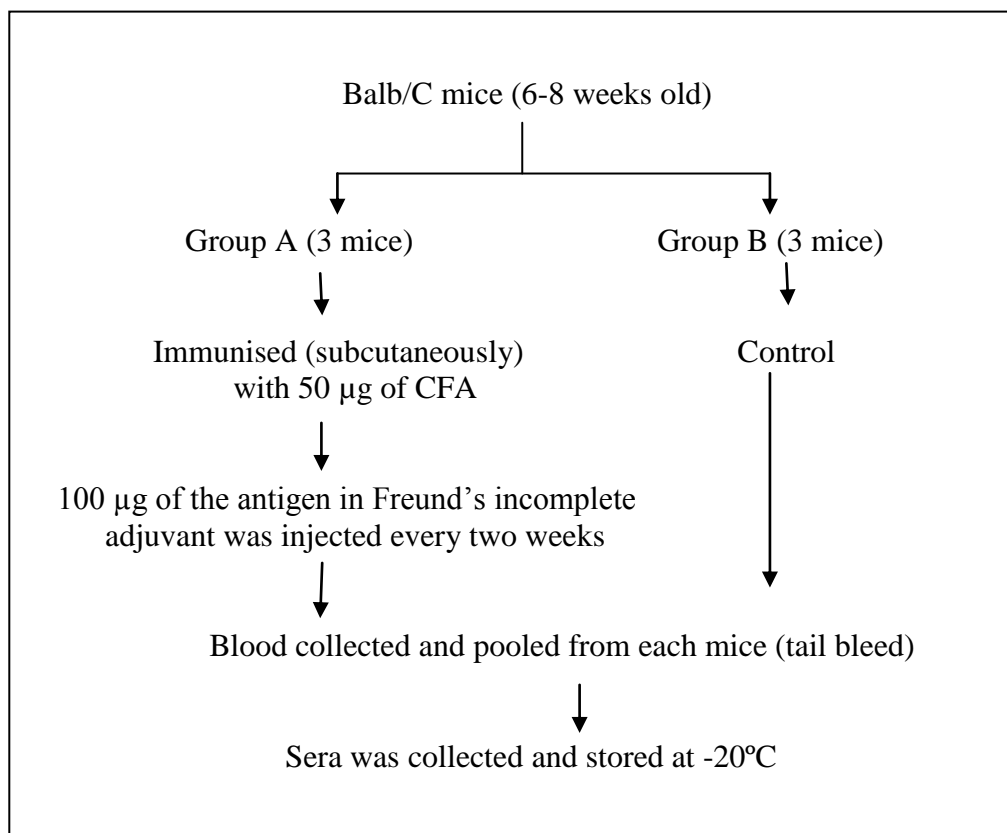 Balb/C mice (6-8 weeks old)
Group A (3 mice)
Group B (3 mice)
Immunised (subcutaneously)
with 50 µg of CFA
Control
100 µg of the antigen in Freund’s incomplete
adjuvant was injected every two weeks
Blood collected and pooled from each mice (tail bleed)
Sera was collected and stored at -20ºC